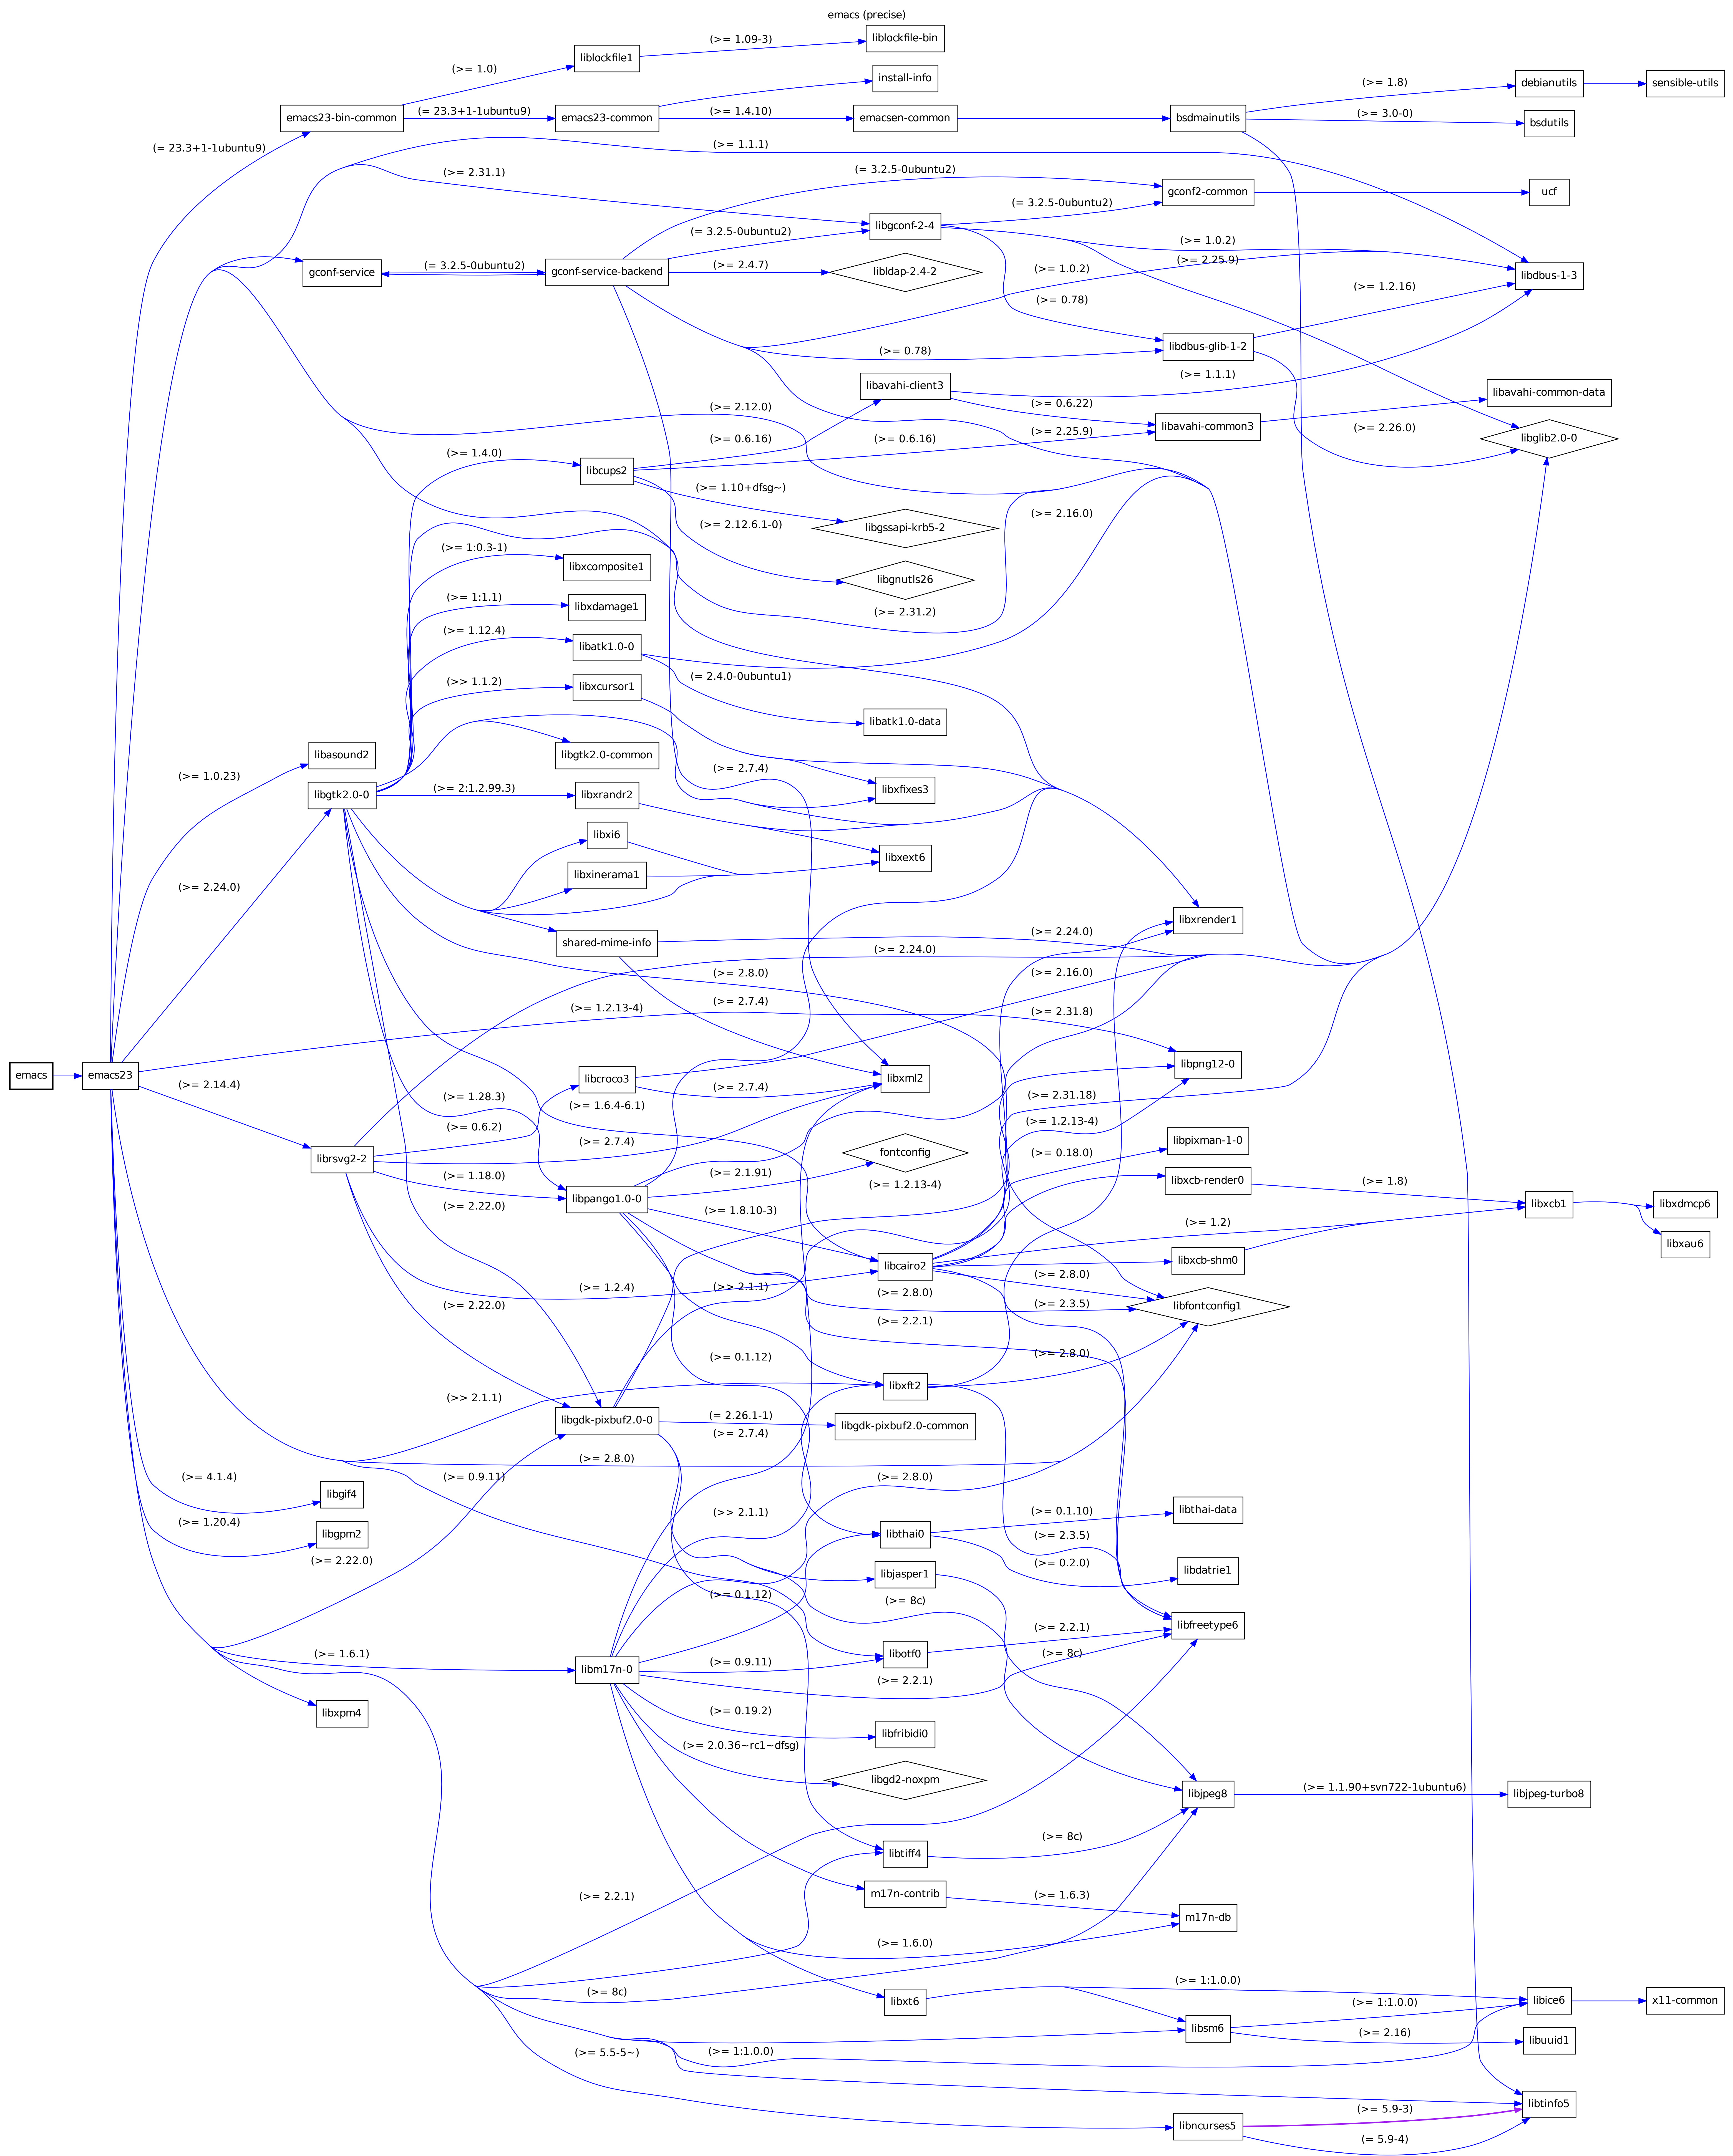 emacs (precise)
liblockfile-bin
(>= 1.09-3)
liblockfile1
(>= 1.0)
install-info
debianutils
sensible-utils
(>= 1.8)
emacs23-bin-common
(= 23.3+1-1ubuntu9)
emacs23-common
(>= 1.4.10)
emacsen-common
bsdmainutils
(>= 3.0-0)
bsdutils
(= 23.3+1-1ubuntu9)
(>= 1.1.1)
(>= 2.31.1)
(= 3.2.5-0ubuntu2)
gconf2-common
ucf
(= 3.2.5-0ubuntu2)
libgconf-2-4
(= 3.2.5-0ubuntu2)
(>= 1.0.2)
(>= 2.25.9)
gconf-service
(= 3.2.5-0ubuntu2)
gconf-service-backend
(>= 2.4.7)
libldap-2.4-2
(>= 1.0.2)
libdbus-1-3
(>= 1.2.16)
(>= 0.78)
(>= 0.78)
libdbus-glib-1-2
(>= 1.1.1)
libavahi-client3
libavahi-common-data
(>= 0.6.22)
(>= 2.12.0)
libavahi-common3
(>= 2.26.0)
(>= 2.25.9)
(>= 0.6.16)
(>= 0.6.16)
libglib2.0-0
(>= 1.4.0)
libcups2
(>= 1.10+dfsg~)
(>= 2.16.0)
(>= 2.12.6.1-0)
libgssapi-krb5-2
(>= 1:0.3-1)
libxcomposite1
libgnutls26
(>= 1:1.1)
libxdamage1
(>= 2.31.2)
(>= 1.12.4)
libatk1.0-0
(= 2.4.0-0ubuntu1)
(>> 1.1.2)
libxcursor1
libatk1.0-data
libasound2
libgtk2.0-common
(>= 1.0.23)
(>= 2.7.4)
libgtk2.0-0
(>= 2:1.2.99.3)
libxrandr2
libxfixes3
libxi6
libxext6
(>= 2.24.0)
libxinerama1
libxrender1
shared-mime-info
(>= 2.24.0)
(>= 2.24.0)
(>= 2.8.0)
(>= 2.16.0)
(>= 1.2.13-4)
(>= 2.7.4)
(>= 2.31.8)
libpng12-0
emacs
emacs23
libcroco3
libxml2
(>= 2.14.4)
(>= 2.7.4)
(>= 1.28.3)
(>= 1.6.4-6.1)
(>= 2.31.18)
(>= 0.6.2)
(>= 1.2.13-4)
(>= 2.7.4)
libpixman-1-0
librsvg2-2
fontconfig
(>= 0.18.0)
(>= 1.18.0)
(>= 2.1.91)
(>= 1.2.13-4)
libxcb-render0
(>= 1.8)
libpango1.0-0
(>= 2.22.0)
(>= 1.8.10-3)
(>= 1.2)
libxcb1
libxdmcp6
libxau6
libcairo2
libxcb-shm0
(>= 1.2.4)
(>> 2.1.1)
(>= 2.8.0)
(>= 2.8.0)
(>= 2.3.5)
libfontconfig1
(>= 2.22.0)
(>= 2.2.1)
(>= 0.1.12)
(>= 2.8.0)
(>> 2.1.1)
libxft2
libgdk-pixbuf2.0-0
(= 2.26.1-1)
libgdk-pixbuf2.0-common
(>= 2.7.4)
(>= 2.8.0)
(>= 4.1.4)
(>= 0.9.11)
(>= 2.8.0)
libgif4
(>= 1.20.4)
(>> 2.1.1)
(>= 0.1.10)
libthai-data
libgpm2
libthai0
(>= 2.3.5)
(>= 2.22.0)
(>= 0.2.0)
libdatrie1
libjasper1
(>= 0.1.12)
(>= 8c)
libfreetype6
(>= 2.2.1)
(>= 1.6.1)
libotf0
(>= 8c)
libm17n-0
(>= 0.9.11)
(>= 2.2.1)
(>= 0.19.2)
libxpm4
libfribidi0
(>= 2.0.36~rc1~dfsg)
libgd2-noxpm
libjpeg8
(>= 1.1.90+svn722-1ubuntu6)
libjpeg-turbo8
(>= 8c)
libtiff4
(>= 2.2.1)
m17n-contrib
(>= 1.6.3)
m17n-db
(>= 1.6.0)
(>= 8c)
(>= 1:1.0.0)
libxt6
(>= 1:1.0.0)
libice6
x11-common
libsm6
(>= 2.16)
libuuid1
(>= 5.5-5~)
(>= 1:1.0.0)
(>= 5.9-3)
libtinfo5
libncurses5
(= 5.9-4)